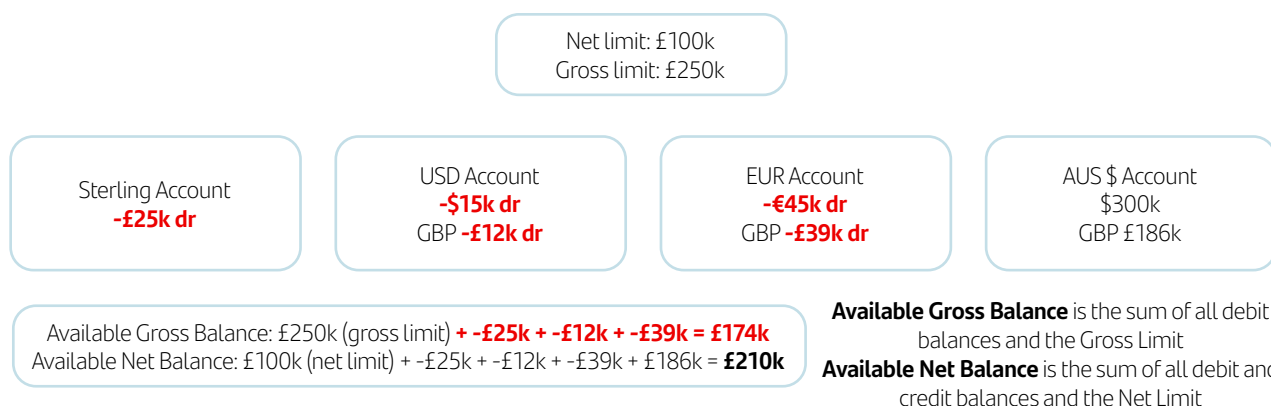 Net limit: £100k
Gross limit: £250k
Sterling Account
-£25k dr
USD Account
-$15k dr
GBP -£12k dr
EUR Account
-€45k dr
GBP -£39k dr
AUS $ Account
$300k
GBP £186k
Available Gross Balance: £250k (gross limit) + -£25k + -£12k + -£39k = £174k
Available Net Balance: £100k (net limit) + -£25k + -£12k + -£39k + £186k = £210k
Available Gross Balance is the sum of all debit
balances and the Gross Limit
Available Net Balance is the sum of all debit and
credit balances and the Net Limit